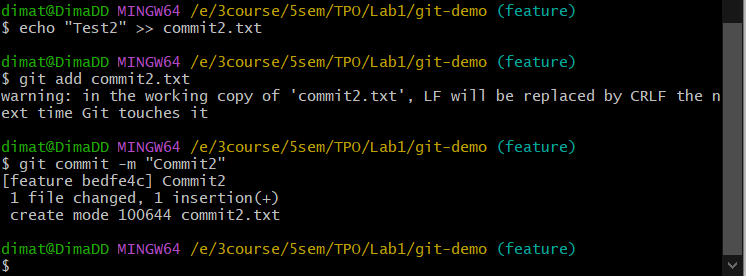 dimat@DimaDD MINGW64 /e/3course/5sem/TPO/Lab1/git-demo (feature)
$ echo "Test2" >> commit2.txt
dimat@DimaDD MINGW64 /e/3course/5sem/TPO/Lab1/git-demo (feature)
$ git add commit2.txt
warning: in the working copy of 'commit2.txt', LF will be replaced by CRLF the n
ext time Git touches it
dimat@DimaDD MINGW64 /e/3course/5sem/TPO/Lab1/git-demo (feature)
$ git commit -m "Commit2"
[feature bedfe4c] Commit2
 1 file changed, 1 insertion(+)
 create mode 100644 commit2.txt
dimat@DimaDD MINGW64 /e/3course/5sem/TPO/Lab1/git-demo (feature)
$